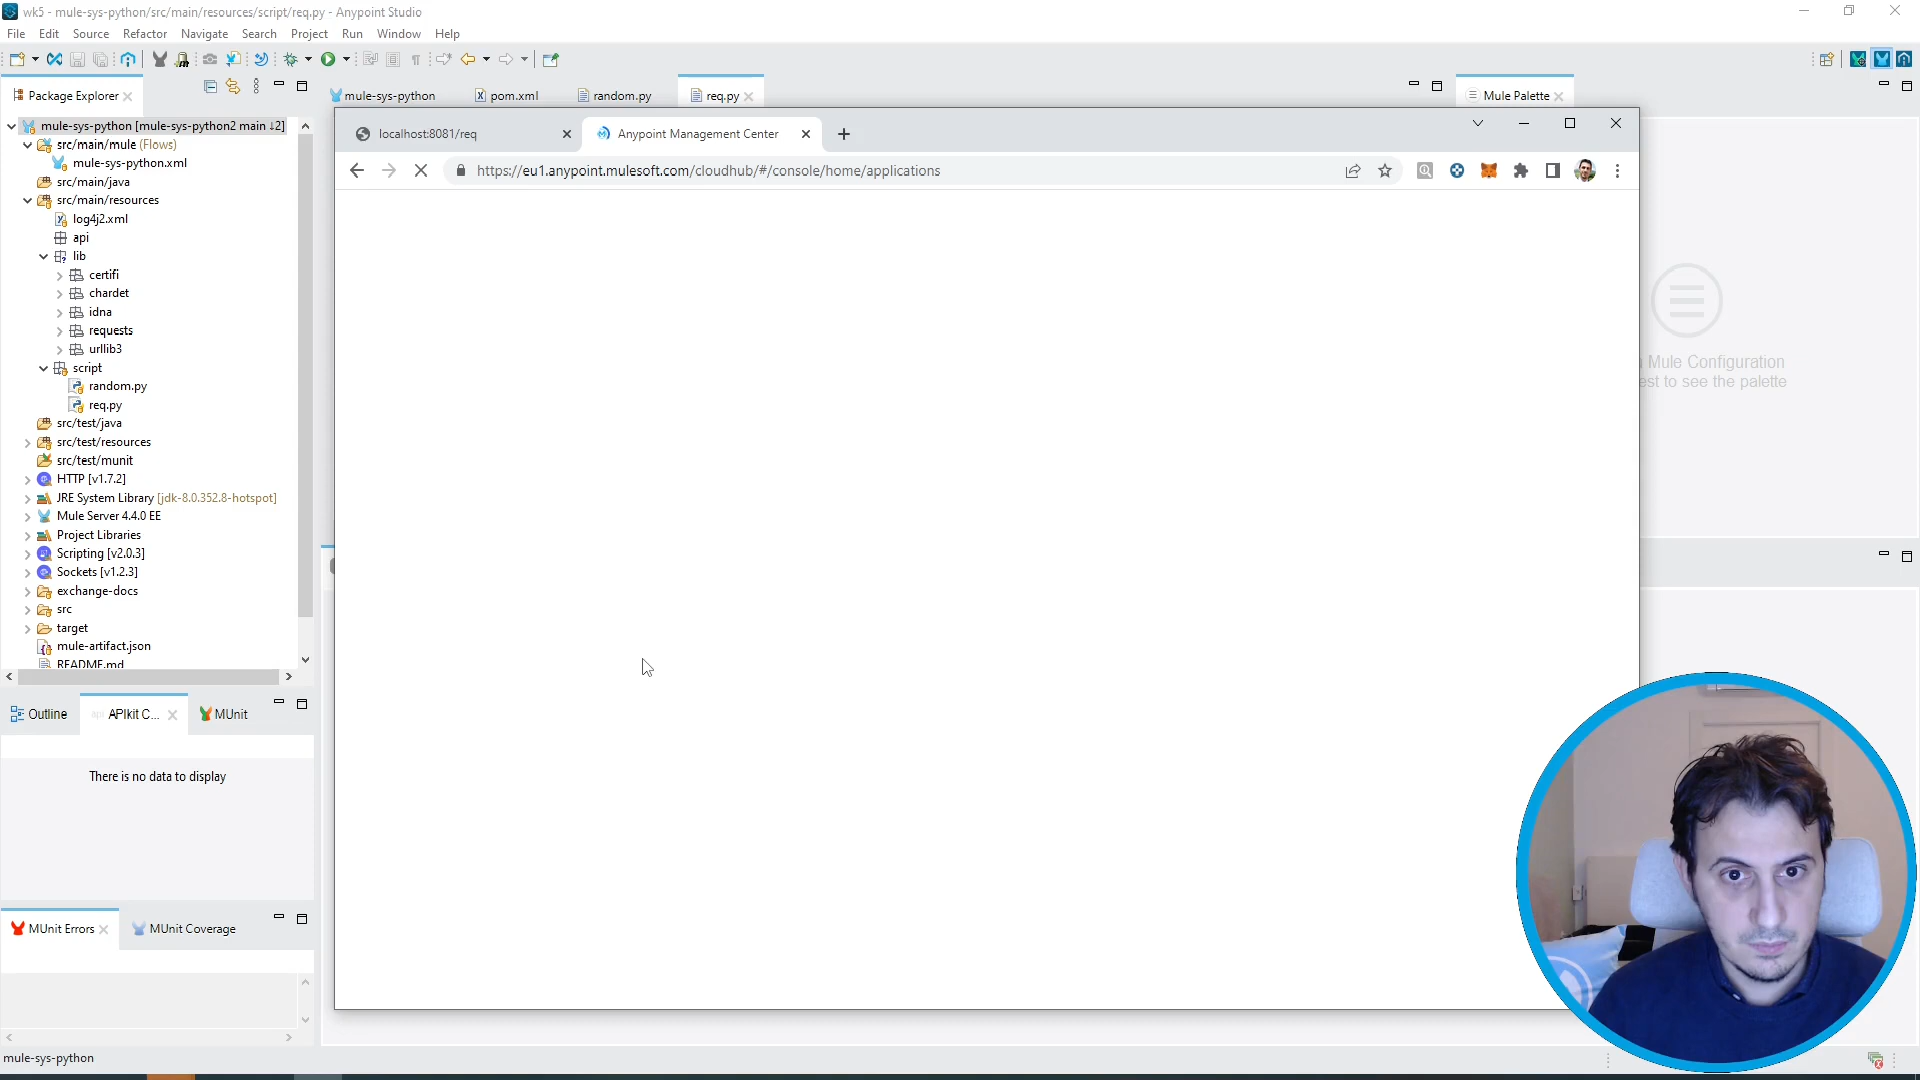 wk5 - mule-sys-python/src/main/resources/script/req.py - Anypoint Studio
File Edit Source Refactor Navigate Search Project Run Window Help
Package Explorer
mule-sys-python pom.xml random.py req.py
Mule Palette
mule-sys-python [mule-sys-python2 main ↓2]
src/main/mule (Flows)
mule-sys-python.xml
src/main/java
src/main/resources
log4j2.xml
api
lib
certifi
chardet
idna
requests
urllib3
script
random.py
req.py
src/test/java
src/test/resources
src/test/munit
HTTP [v1.7.2]
JRE System Library [jdk-8.0.352.8-hotspot]
Mule Server 4.4.0 EE
Project Libraries
Scripting [v2.0.3]
Sockets [v1.2.3]
exchange-docs
src
target
mule-artifact.json
README.md
localhost:8081/req
Anypoint Management Center
https://eu1.anypoint.mulesoft.com/cloudhub/#/console/home/applications
Mule Configuration
est to see the palette
Outline APIkit C... MUnit
There is no data to display
MUnit Errors MUnit Coverage
mule-sys-python